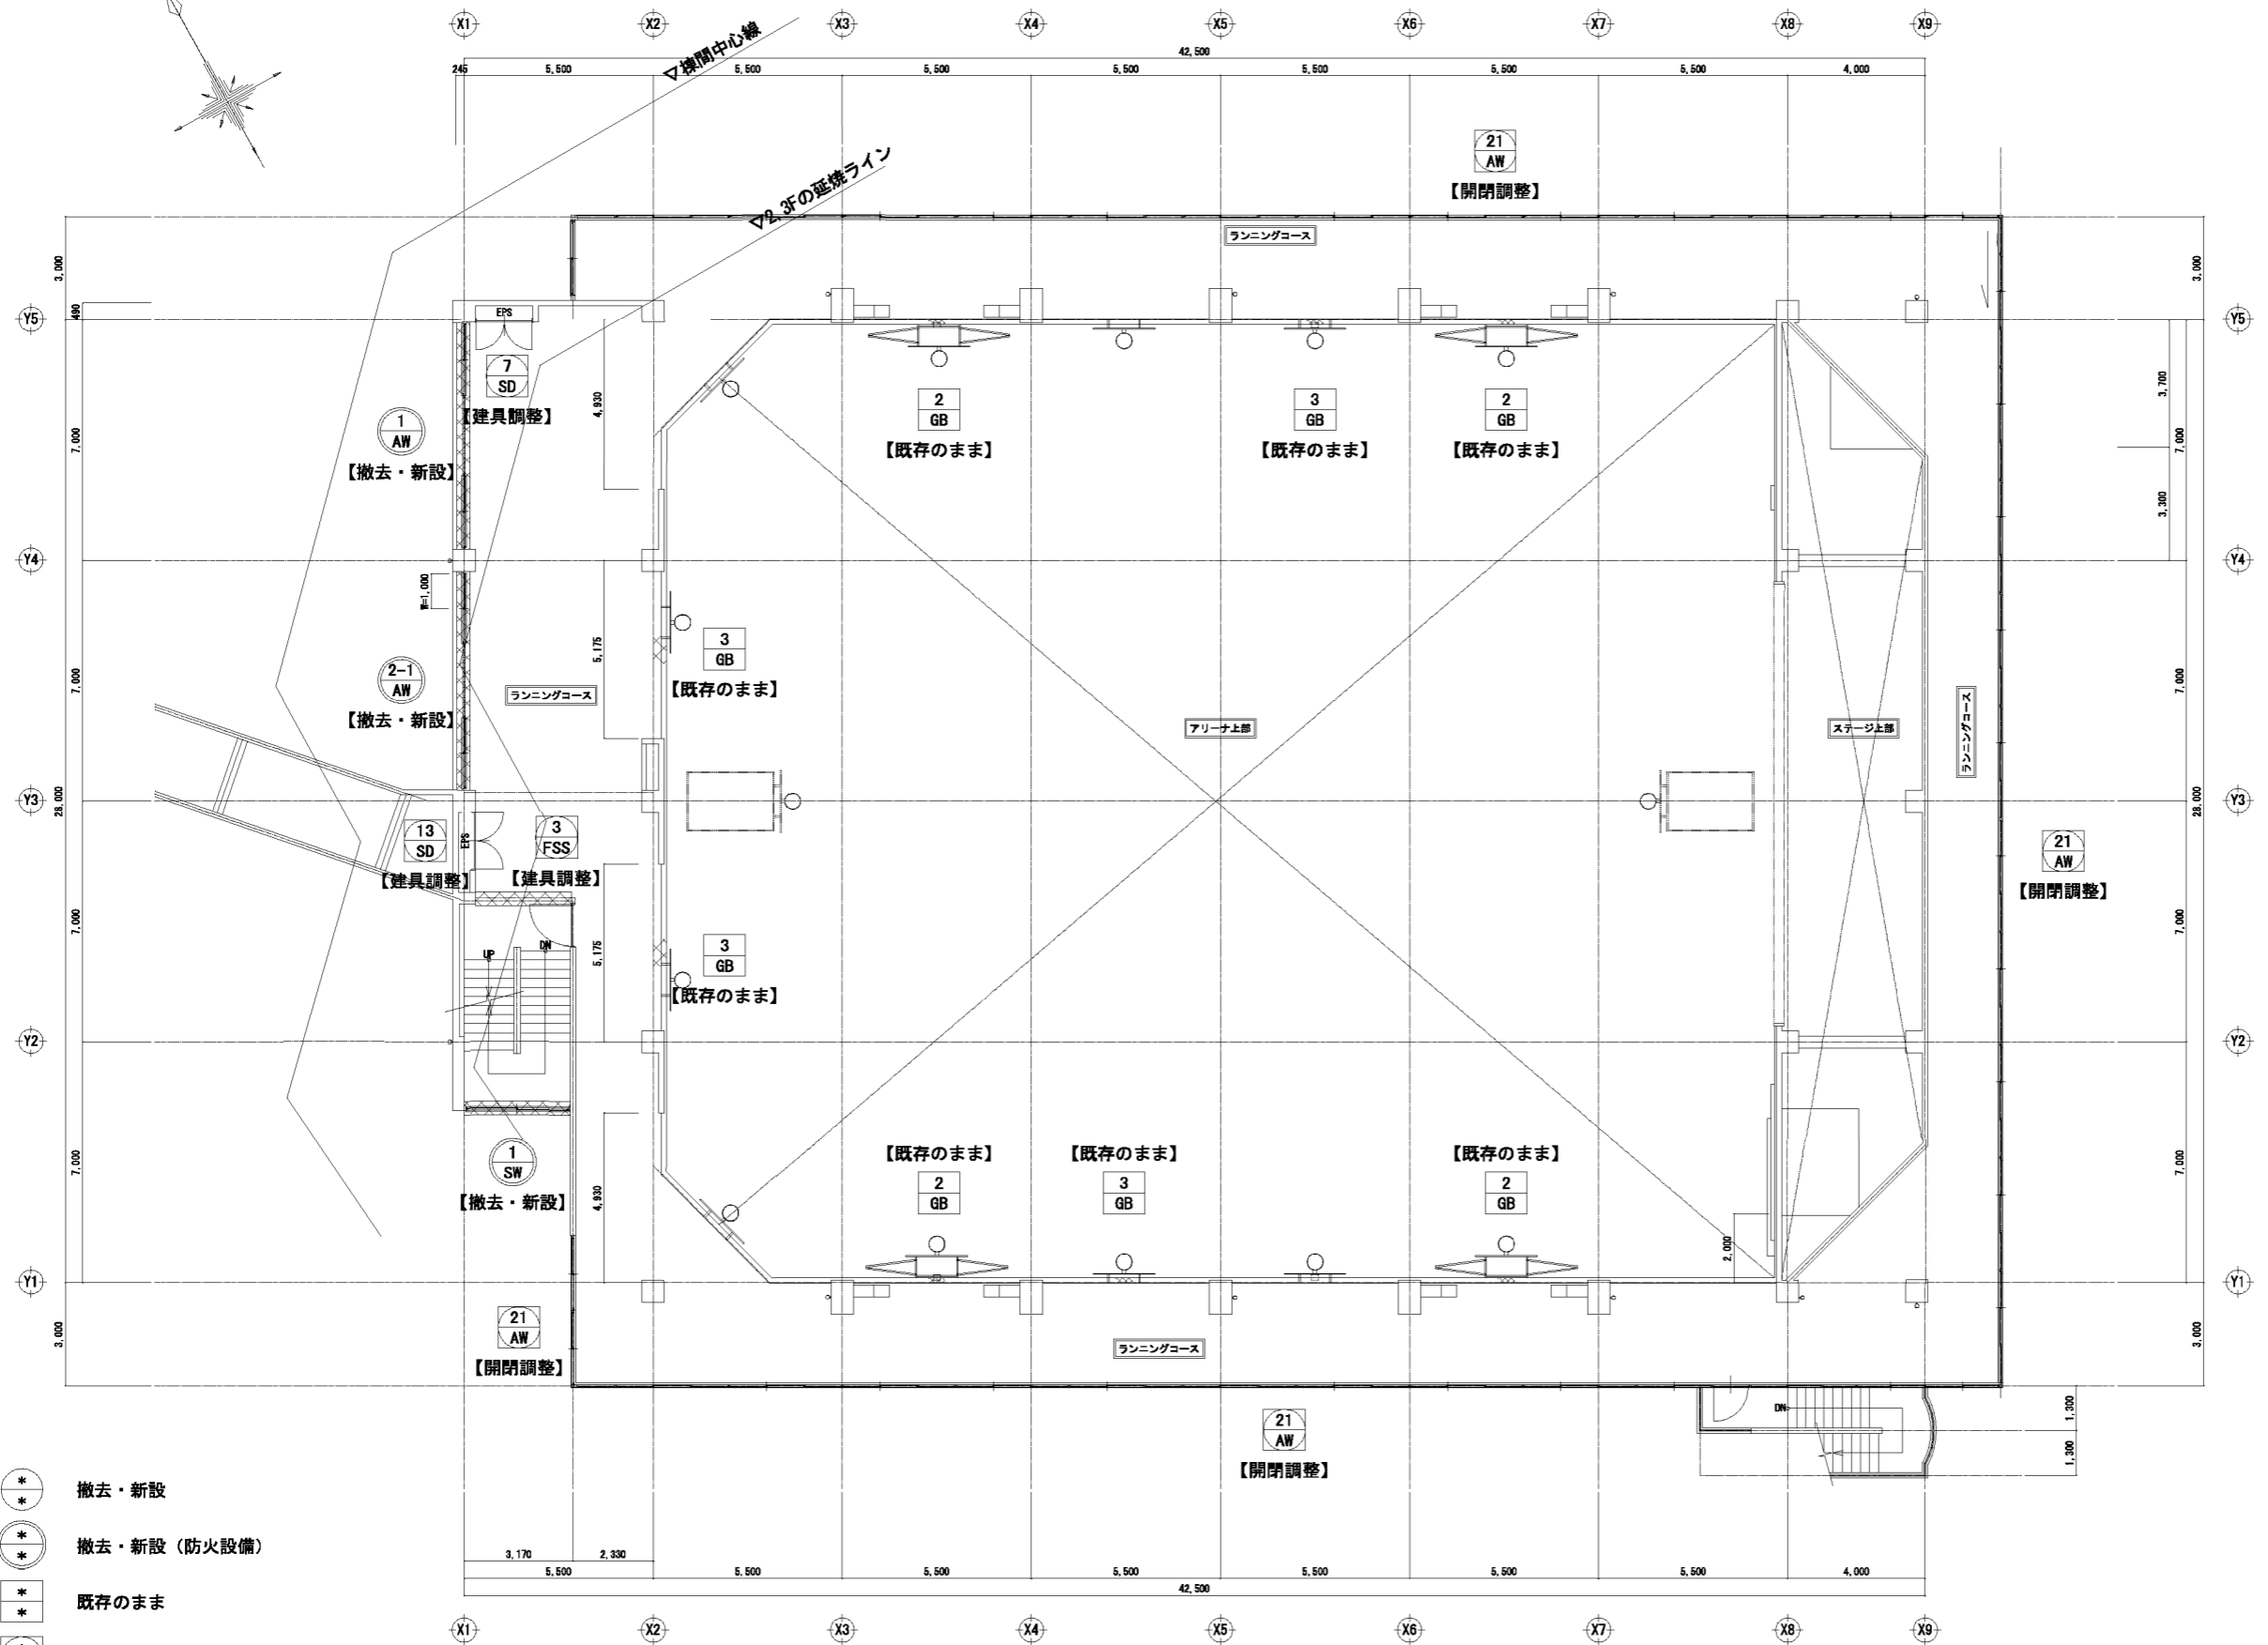 X1 X2 X3 X4 X5 X6 X7 X8 X9
▽棟間中心線
42,500
245 5,500 5,500 5,500 5,500 5,500 5,500 5,500 4,000
▽2,3Fの延焼ライン
21
AW
【開閉調整】
ランニングコース
3,000
490
3,000
Y5
EPS
Y5
7
SD
【建具調整】
4,930
3,700
1
AW
【撤去・新設】
7,000
2
GB
【既存のまま】
3
GB
【既存のまま】
2
GB
【既存のまま】
7,000
3,300
Y4
Y4
W=1,000
5,175
3
GB
【既存のまま】
2-1
AW
【撤去・新設】
7,000
ランニングコース
アリーナ上部
ステージ上部
ランニングコース
7,000
Y3
28,000
28,000
Y3
13
SD
【建具調整】
EPS
3
FSS
【建具調整】
21
AW
【開閉調整】
7,000
UP
DN
5,175
3
GB
【既存のまま】
7,000
Y2
Y2
1
SW
【撤去・新設】
7,000
4,930
【既存のまま】
2
GB
【既存のまま】
3
GB
【既存のまま】
2
GB
7,000
2,000
Y1
Y1
21
AW
【開閉調整】
3,000
ランニングコース
3,000
21
AW
【開閉調整】
DN
1,300
1,300
*
*
撤去・新設
*
*
撤去・新設（防火設備）
*
*
既存のまま
3,170 2,330
5,500 5,500 5,500 5,500 5,500 5,500 5,500 4,000
42,500
X1 X2 X3 X4 X5 X6 X7 X8 X9